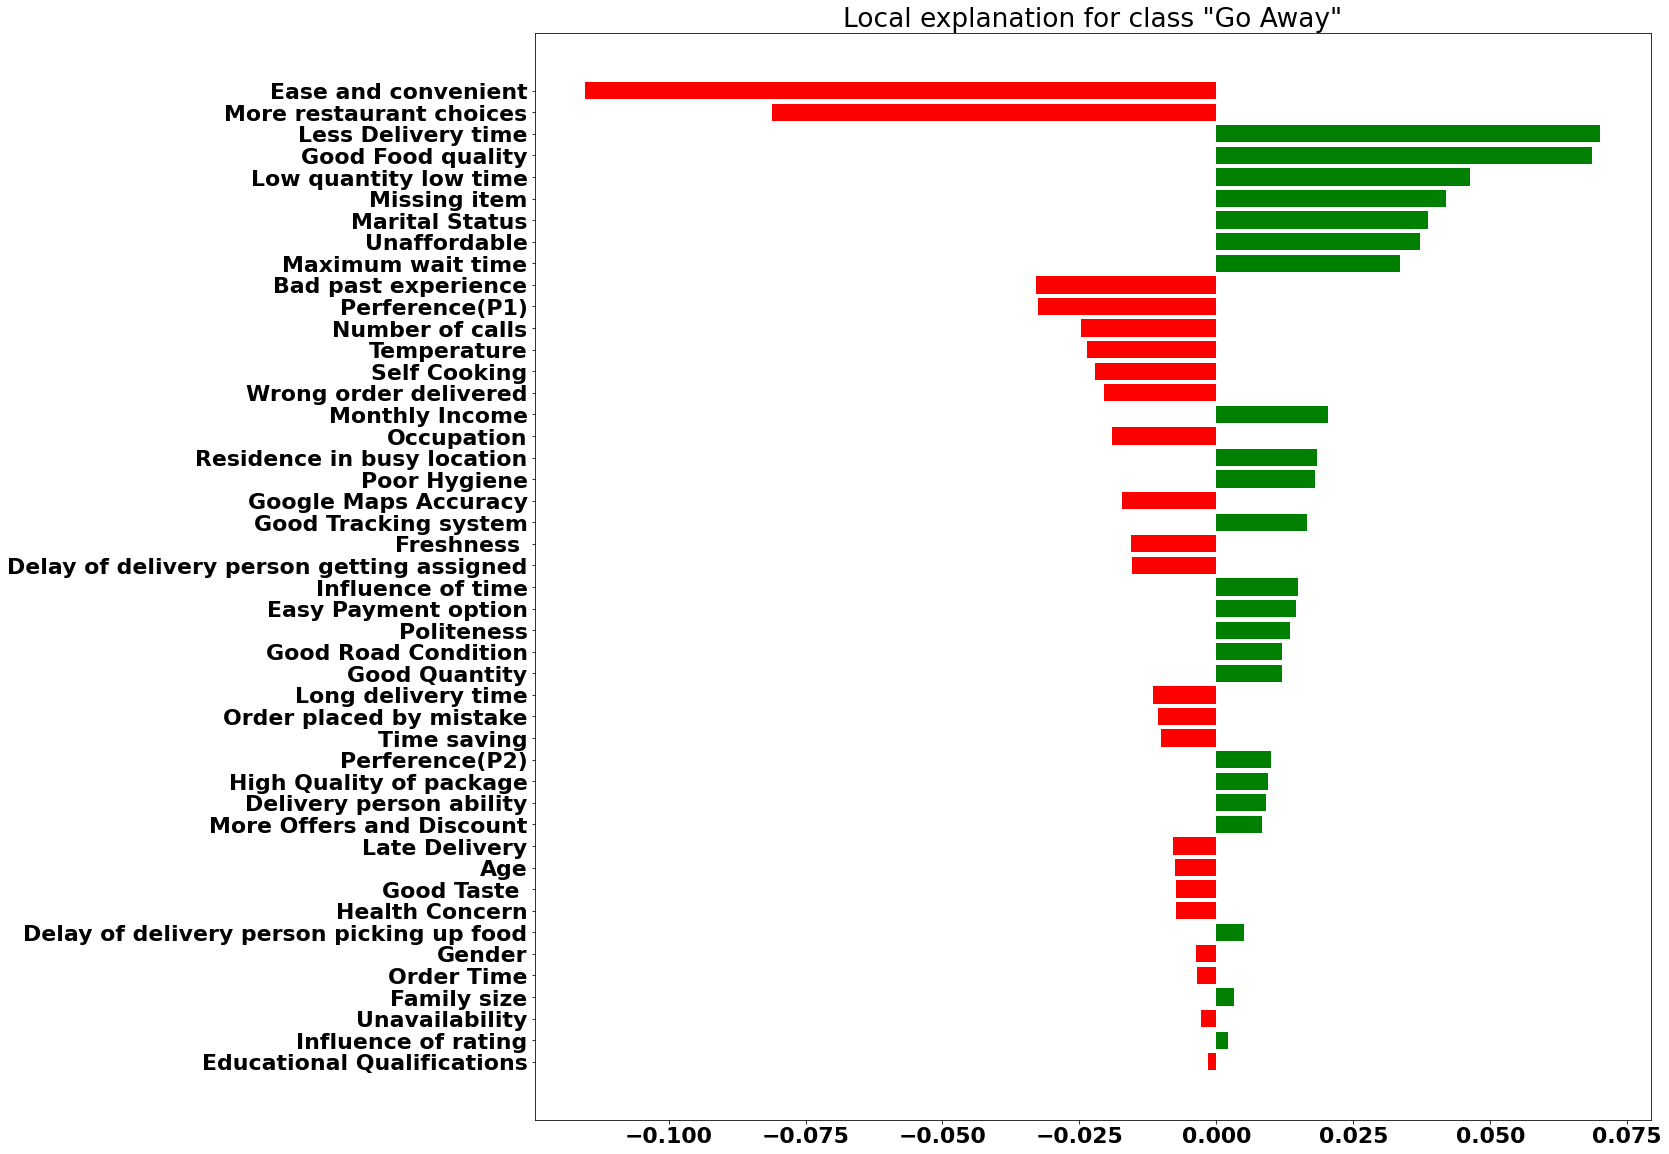 Local explanation for class "Go Away"
Ease and convenient
More restaurant choices
Less Delivery time
Good Food quality
Low quantity low time
Missing item
Marital Status
Unaffordable
Maximum wait time
Bad past experience
Perference(P1)
Number of calls
Temperature
Self Cooking
Wrong order delivered
Monthly Income
Occupation
Residence in busy location
Poor Hygiene
Google Maps Accuracy
Good Tracking system
Freshness
Delay of delivery person getting assigned
Influence of time
Easy Payment option
Politeness
Good Road Condition
Good Quantity
Long delivery time
Order placed by mistake
Time saving
Perference(P2)
High Quality of package
Delivery person ability
More Offers and Discount
Late Delivery
Age
Good Taste
Health Concern
Delay of delivery person picking up food
Gender
Order Time
Family size
Unavailability
Influence of rating
Educational Qualifications
−0.100 −0.075 −0.050 −0.025 0.000 0.025 0.050 0.075